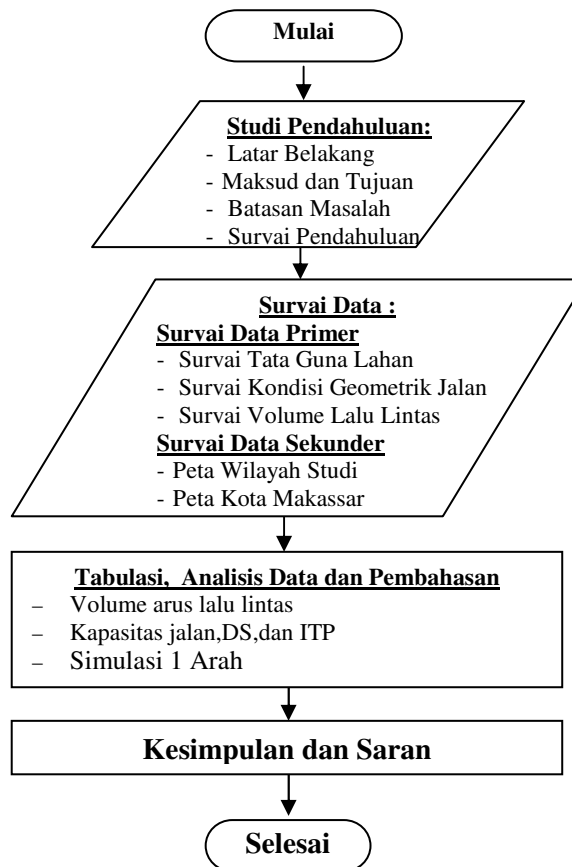 Mulai
Studi Pendahuluan:
- Latar Belakang
- Maksud dan Tujuan
- Batasan Masalah
- Survai Pendahuluan
Survai Data :
Survai Data Primer
- Survai Tata Guna Lahan
- Survai Kondisi Geometrik Jalan
- Survai Volume Lalu Lintas
Survai Data Sekunder
- Peta Wilayah Studi
- Peta Kota Makassar
Tabulasi, Analisis Data dan Pembahasan
– Volume arus lalu lintas
– Kapasitas jalan,DS,dan ITP
– Simulasi 1 Arah
Kesimpulan dan Saran
Selesai